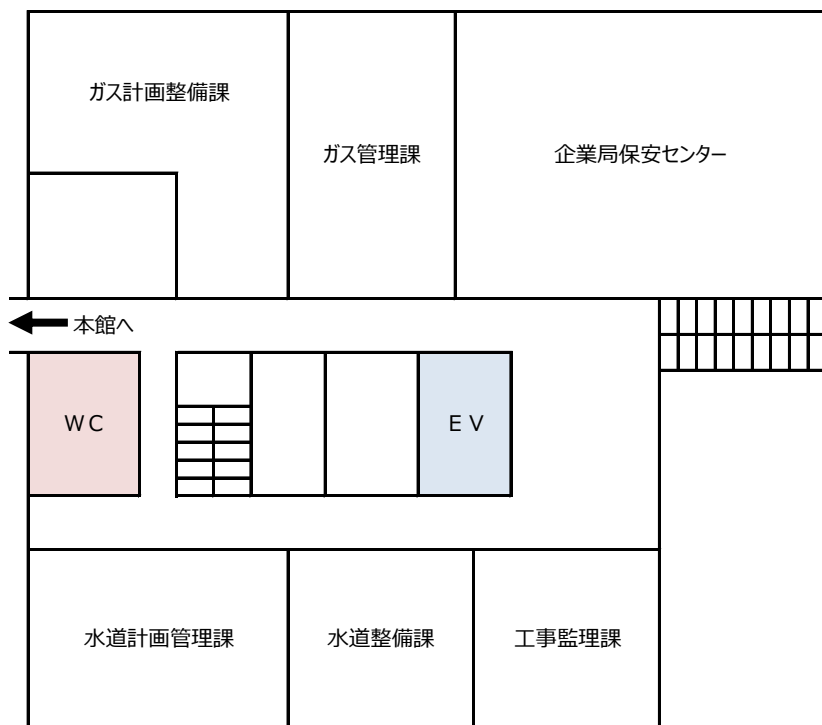 ガス計画整備課
ガス管理課
企業局保安センター
本館へ
ＷＣ
ＥＶ
水道計画管理課
水道整備課
工事監理課